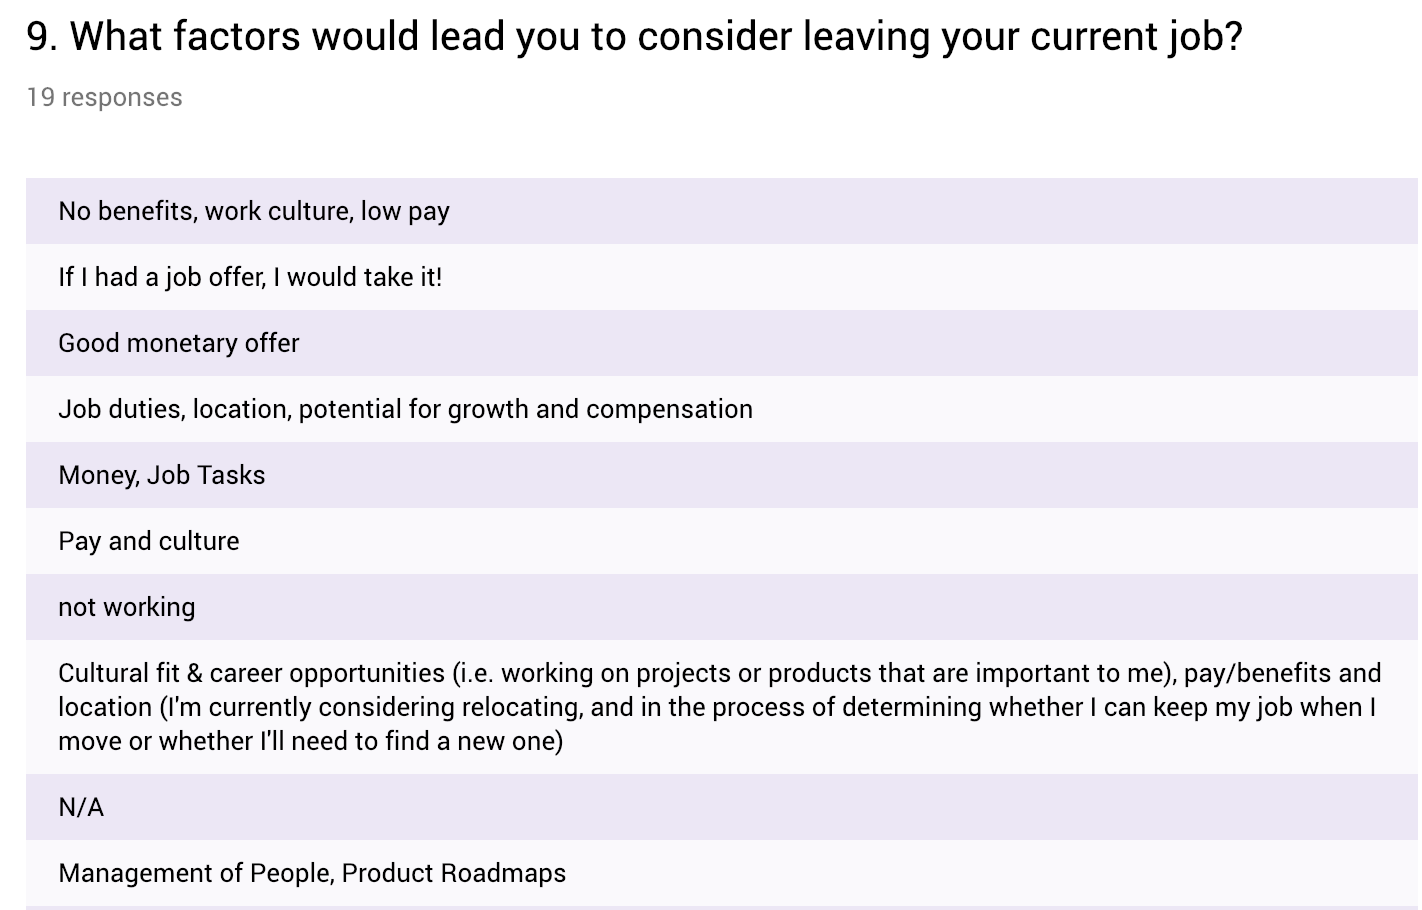 9. What factors would lead you to consider leaving your current job?
19 responses
No benefits, work culture, low pay
If I had a job offer, I would take it!
Good monetary offer
Job duties, location, potential for growth and compensation
Money, Job Tasks
Pay and culture
not working
Cultural fit & career opportunities (i.e. working on projects or products that are important to me), pay/benefits and
location (I'm currently considering relocating, and in the process of determining whether I can keep my job when I
move or whether I'll need to find a new one)
N/A
Management of People, Product Roadmaps